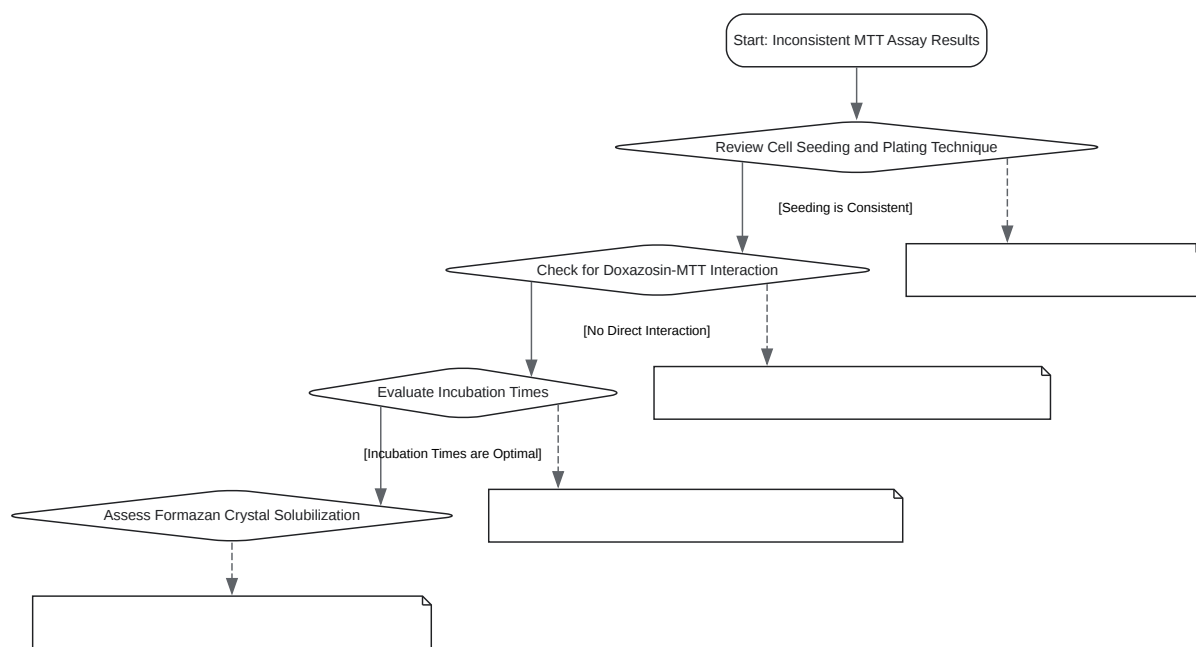 Start: Inconsistent MTT Assay Results
Review Cell Seeding and Plating Technique
[Seeding is Consistent]
Check for Doxazosin-MTT Interaction
[No Direct Interaction]
Evaluate Incubation Times
[Incubation Times are Optimal]
Assess Formazan Crystal Solubilization